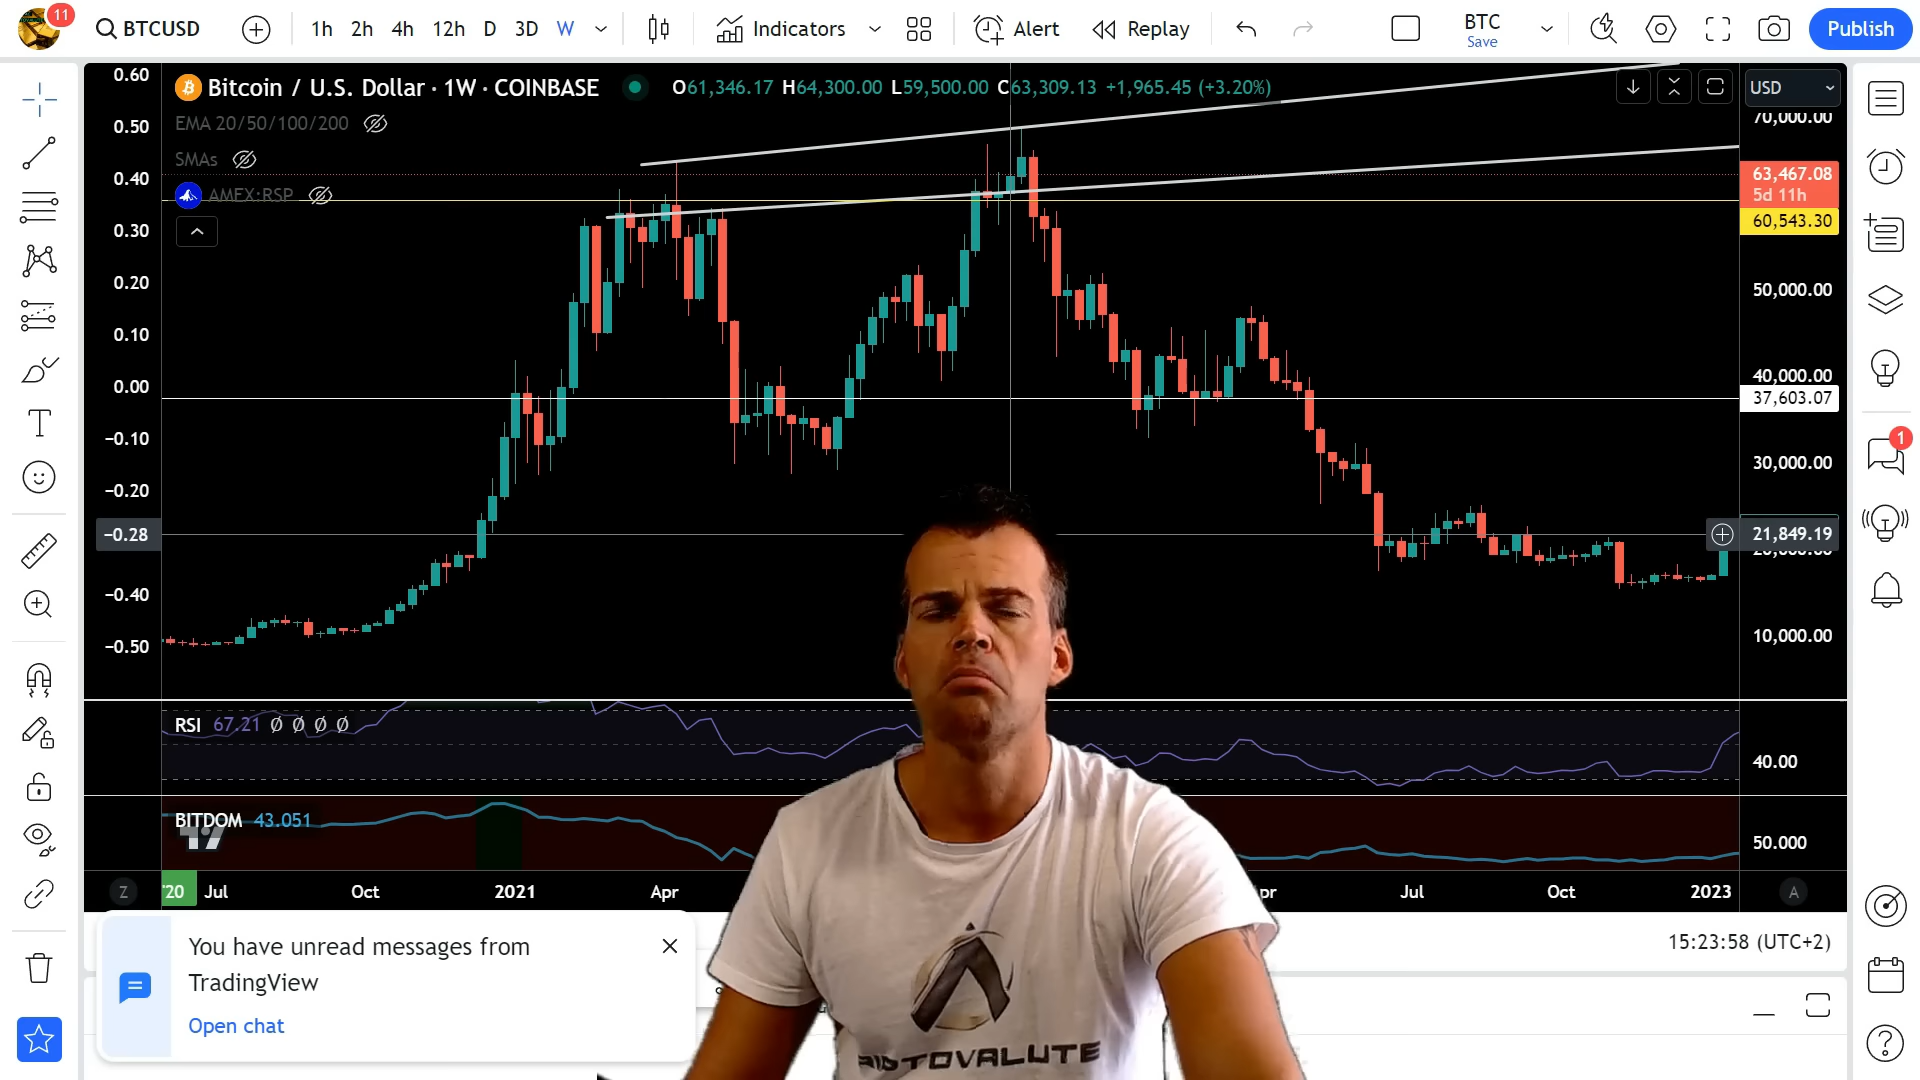 11
BTCUSD
1h 2h 4h 12h D 3D W
Indicators
Alert
Replay
BTC
Save
Publish
Bitcoin / U.S. Dollar · 1W · COINBASE
O61,346.17 H64,300.00 L59,500.00 C63,309.13 +1,965.45 (+3.20%)
USD
EMA 20/50/100/200
SMAs
AMEX:RSP
0.60
0.50
0.40
0.30
0.20
0.10
0.00
−0.10
−0.20
−0.28
−0.40
−0.50
70,000.00
63,467.08
5d 11h
60,543.30
50,000.00
40,000.00
37,603.07
30,000.00
21,849.19
20,000.00
10,000.00
1
RSI 67.21 Ø Ø Ø Ø
40.00
BITDOM 43.051
50.000
Z
'20 Jul Oct 2021 Apr pr Jul Oct 2023
A
You have unread messages from
TradingView
Open chat
15:23:58 (UTC+2)